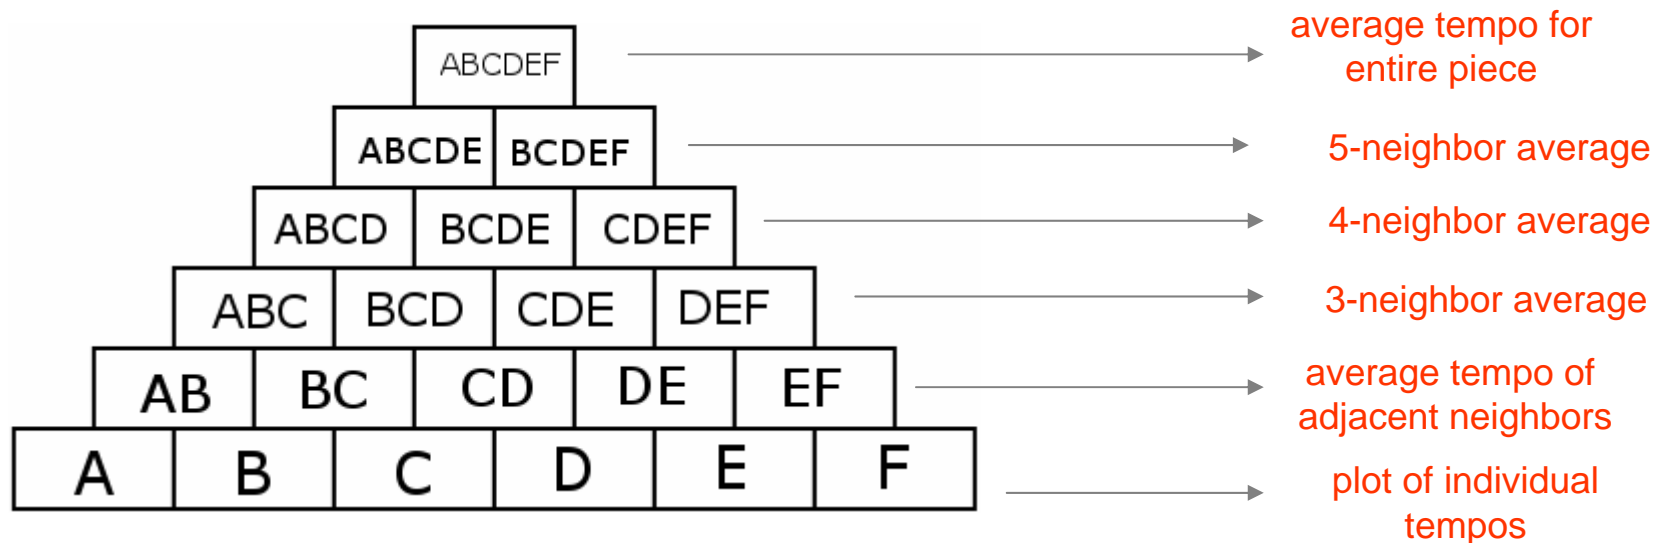 average tempo for
entire piece
ABCDEF
ABCDE BCDEF
5-neighbor average
ABCD BCDE CDEF
4-neighbor average
ABC BCD CDE DEF
3-neighbor average
AB BC CD DE EF
average tempo of
adjacent neighbors
A B C D E F
plot of individual
tempos